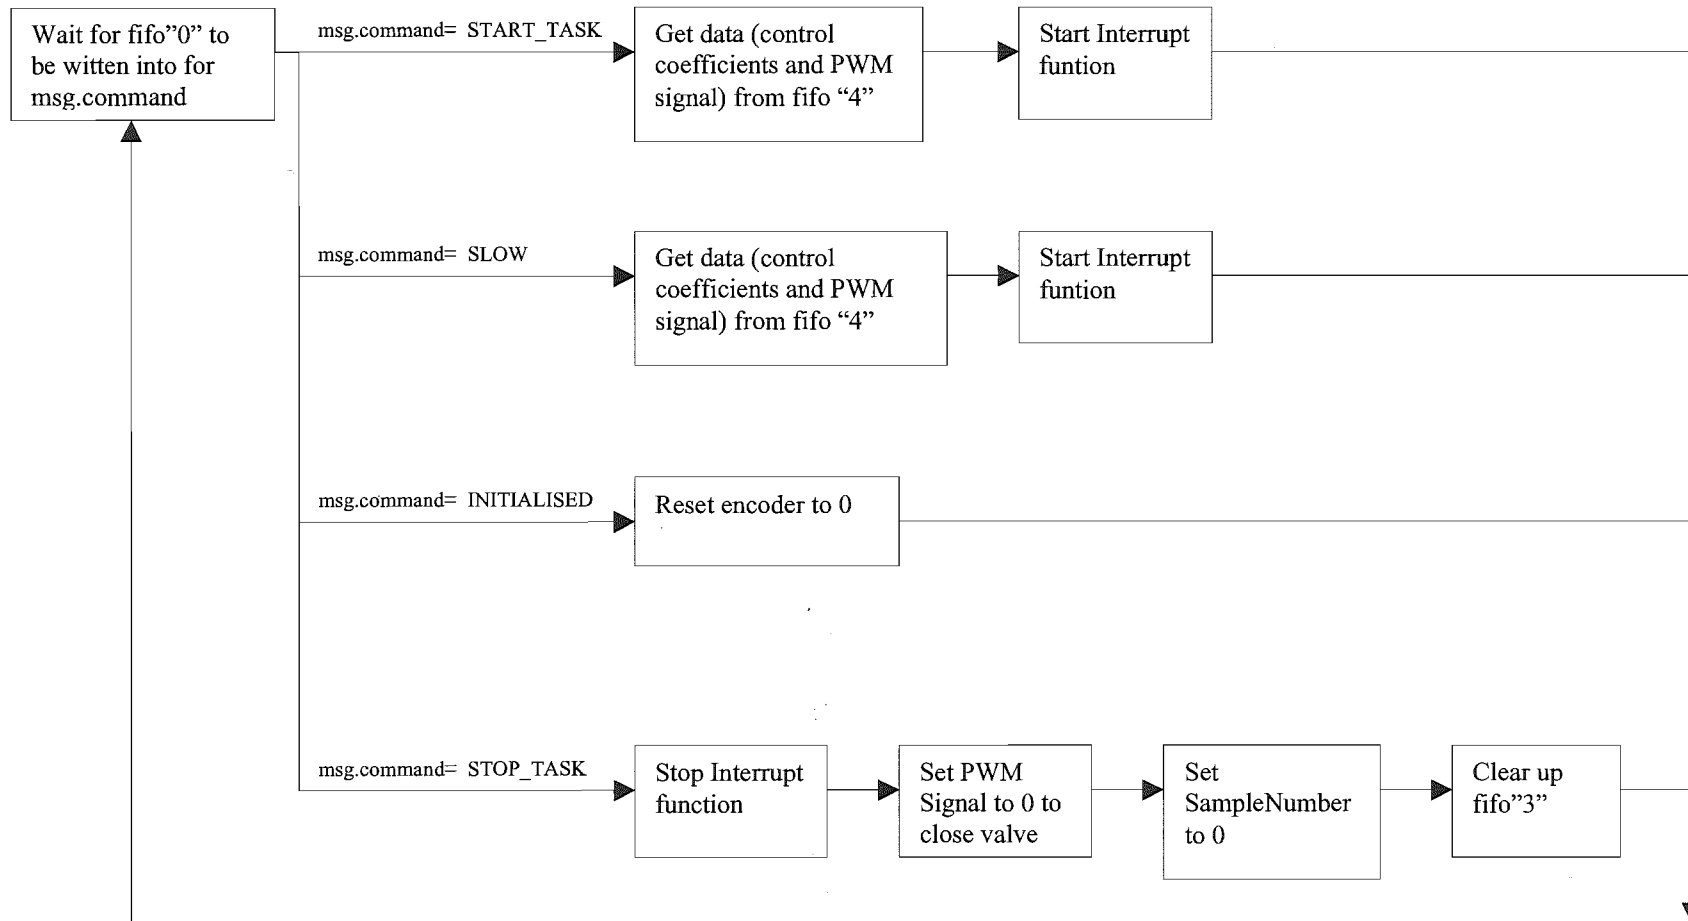 Wait for fifo”0” to
be witten into for
msg.command
msg.command= START_TASK
Get data (control
coefficients and PWM
signal) from fifo “4”
Start Interrupt
funtion
msg.command= SLOW
Get data (control
coefficients and PWM
signal) from fifo “4”
Start Interrupt
funtion
msg.command= INITIALISED
Reset encoder to 0
msg.command= STOP_TASK
Stop Interrupt
function
Set PWM
Signal to 0 to
close valve
Set
SampleNumber
to 0
Clear up
fifo”3”